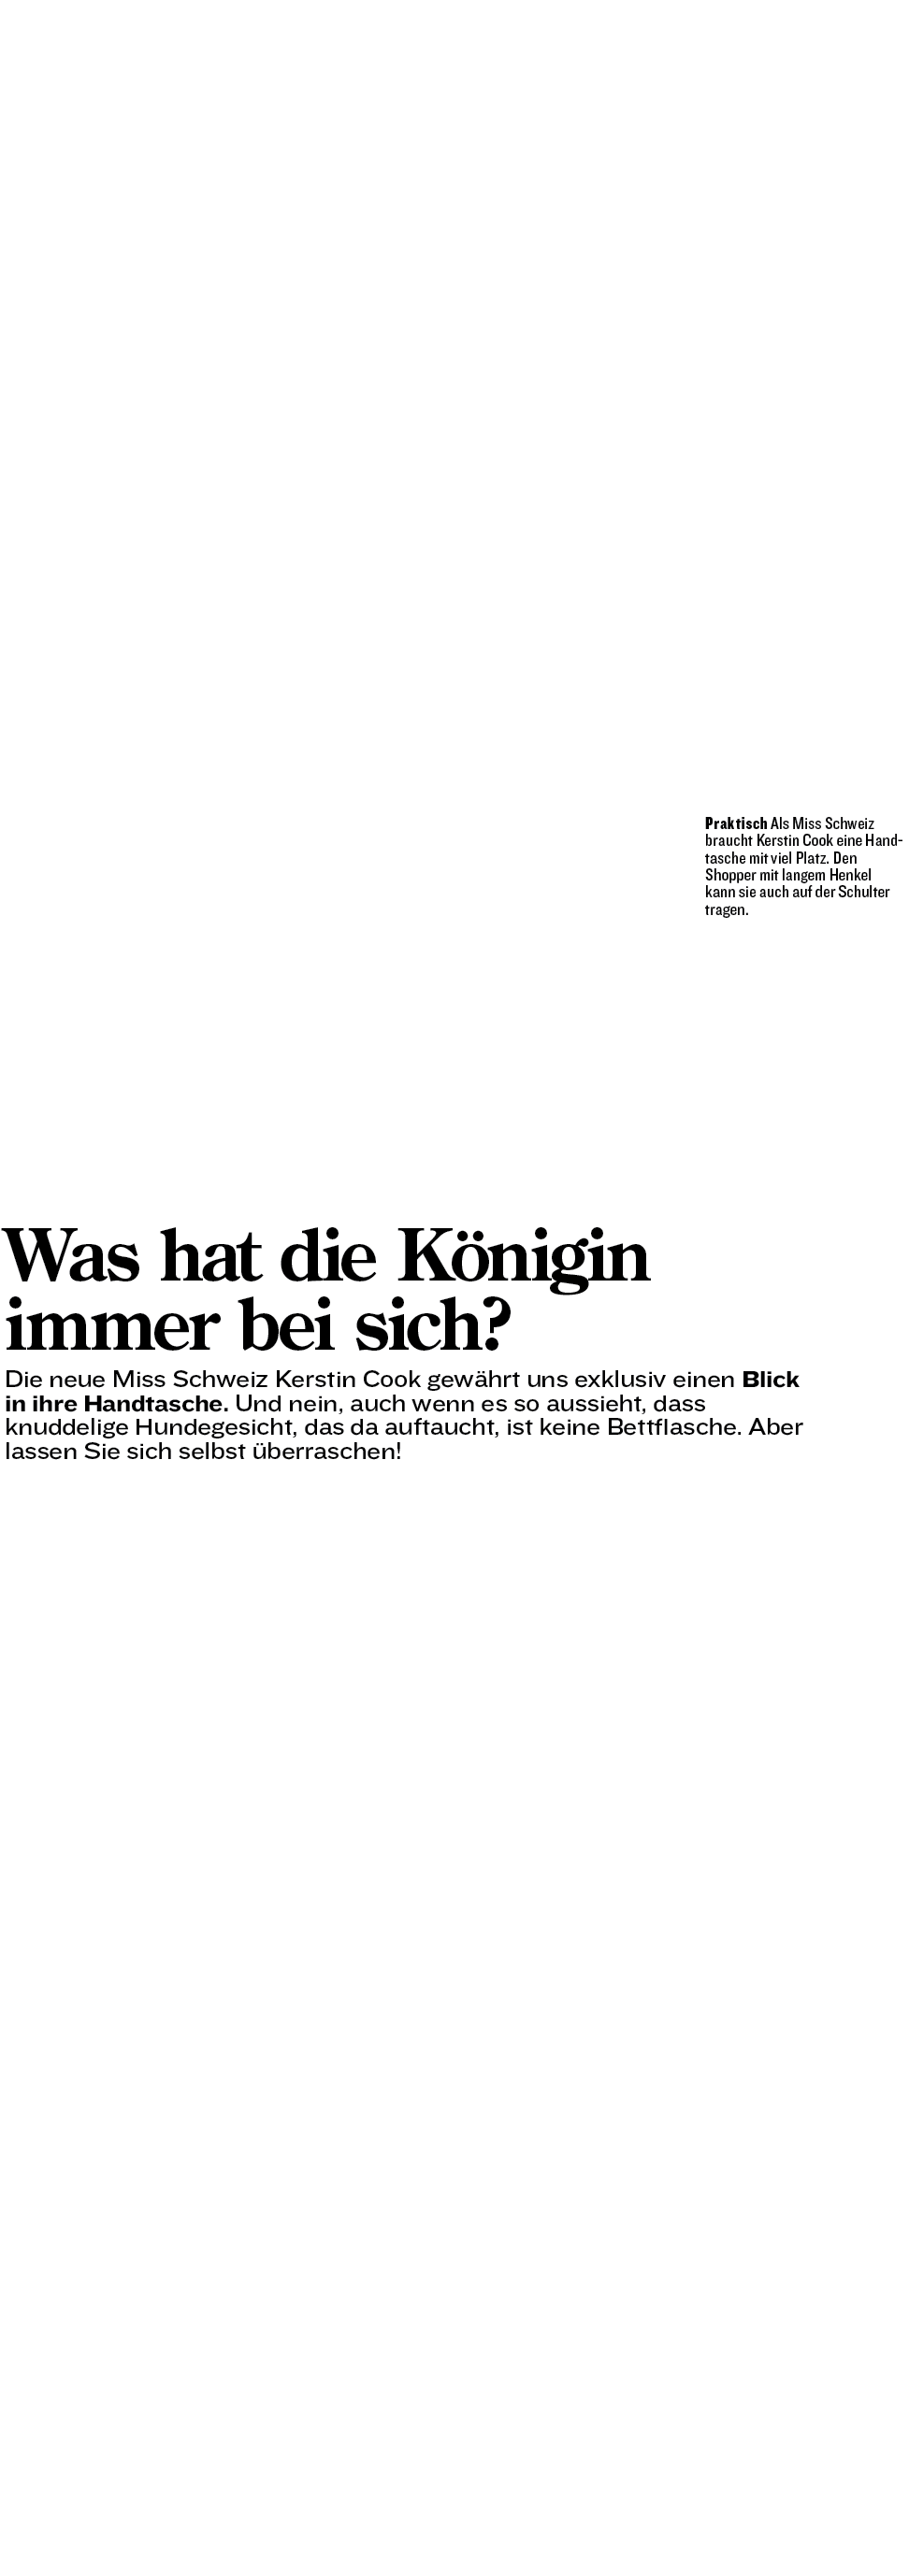 Praktisch Als Miss Schweiz
braucht Kerstin Cook eine Hand-
tasche mit viel Platz. Den
Shopper mit langem Henkel
kann sie auch auf der Schulter
tragen.
Was hat die Königin
immer bei sich?
Die neue Miss Schweiz Kerstin Cook gewährt uns exklusiv einen Blick
in ihre Handtasche. Und nein, auch wenn es so aussieht, dass
knuddelige Hundegesicht, das da auftaucht, ist keine Bettflasche. Aber
lassen Sie sich selbst überraschen!